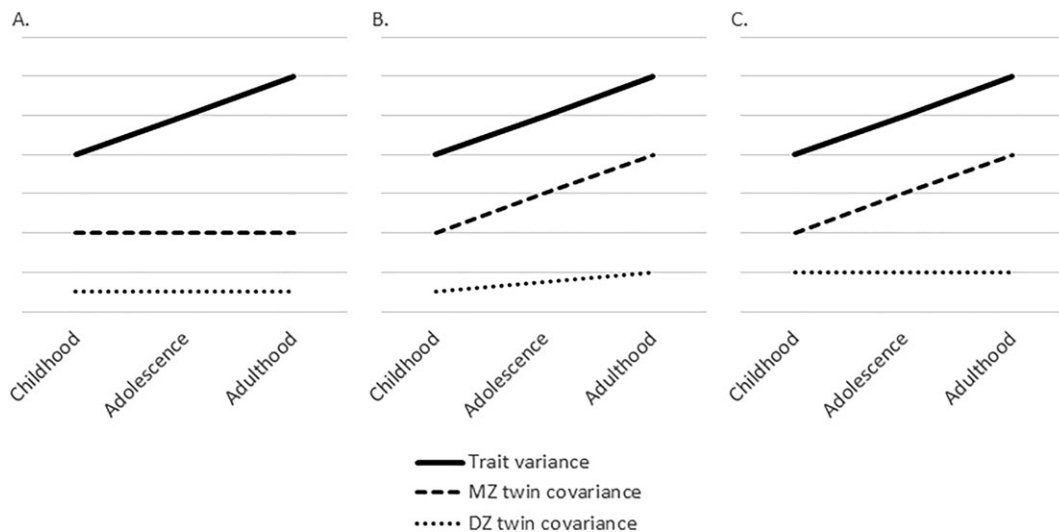 A.
B.
C.
Childhood
Adolescence
Adulthood
Childhood
Adolescence
Adulthood
Childhood
Adolescence
Adulthood
Trait variance
MZ twin covariance
DZ twin covariance